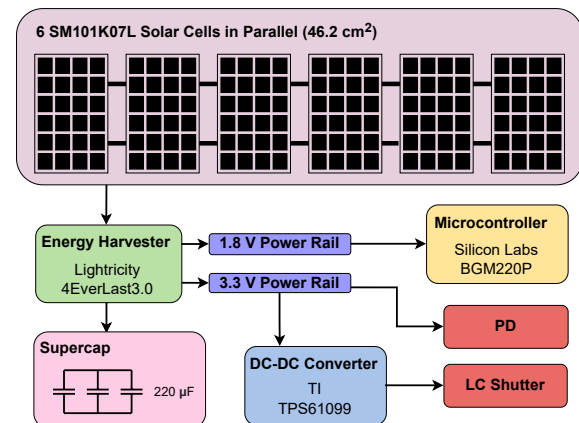 6 SM101K07L Solar Cells in Parallel (46.2 cm²)
Energy Harvester
Lightricity
4EverLast3.0
1.8 V Power Rail
3.3 V Power Rail
Microcontroller
Silicon Labs
BGM220P
PD
Supercap
220 µF
DC-DC Converter
TI
TPS61099
LC Shutter